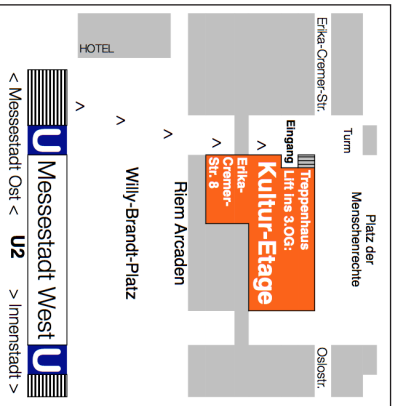 HOTEL
Erika-Cremer-Str.
Turm
Platz der
Menschenrechte
Eingang
Treppenhaus
Lift ins 3.OG:
Kultur-Etage
Erika-
Cremer-
Str. 8
Oslostr.
Riem Arcaden
Willy-Brandt-Platz
> > > > >
U Messestadt West U
< Messestadt Ost < U2 > Innenstadt >